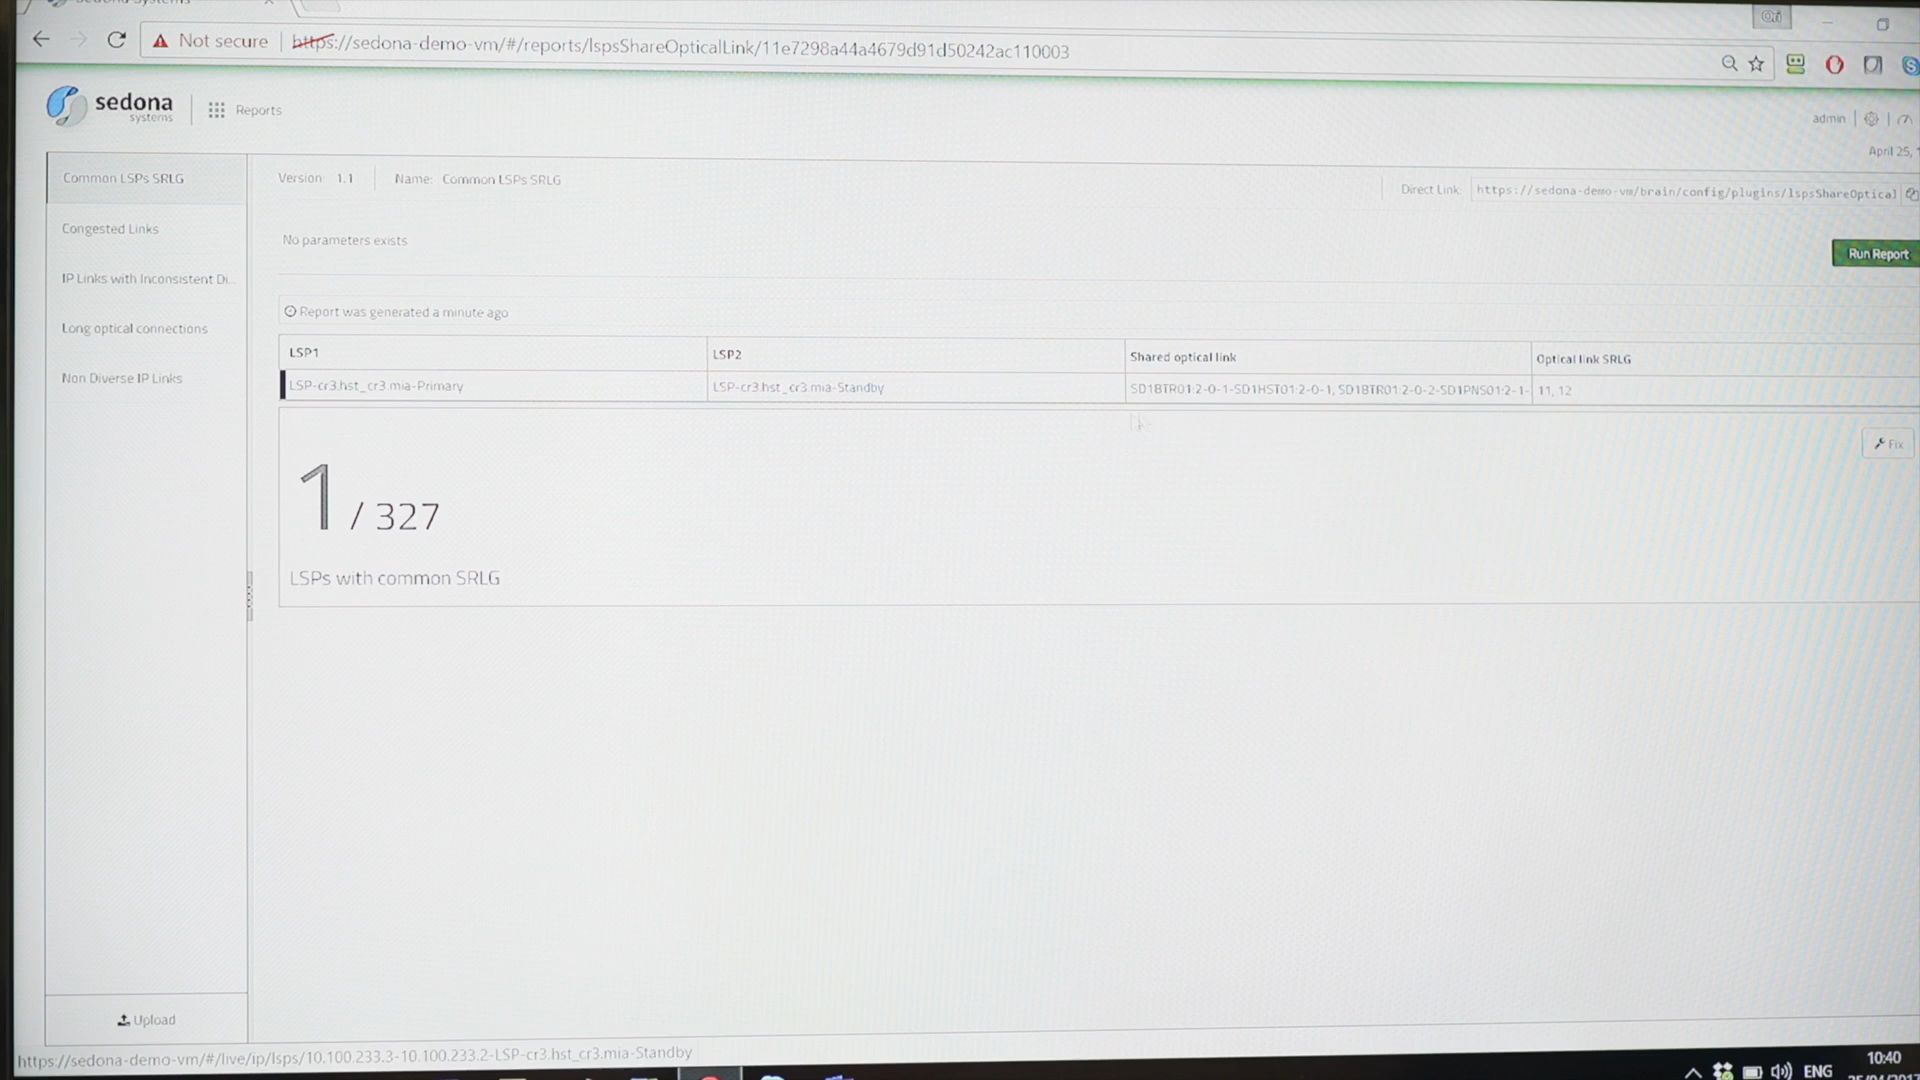 Not secure
https://sedona-demo-vm/#/reports/lspsShareOpticalLink/11e7298a44a4679d91d50242ac110003
sedona
systems
Reports
admin
April 25,
Common LSPs SRLG
Congested Links
IP Links with Inconsistent Di...
Long optical connections
Non Diverse IP Links
Version: 1.1
Name: Common LSPs SRLG
Direct Link: https://sedona-demo-vm/brain/config/plugins/lspsShareOptical
No parameters exists
Run Report
Report was generated a minute ago
LSP1 LSP2 Shared optical link Optical link SRLG
LSP-cr3.hst_cr3.mia-Primary LSP-cr3.hst_cr3.mia-Standby SD1BTR01:2-0-1-SD1HST01:2-0-1, SD1BTR01:2-0-2-SD1PNS01:2-1- 11, 12
Fix
1 / 327
LSPs with common SRLG
Upload
https://sedona-demo-vm/#/live/ip/lsps/10.100.233.3-10.100.233.2-LSP-cr3.hst_cr3.mia-Standby
ENG
10:40